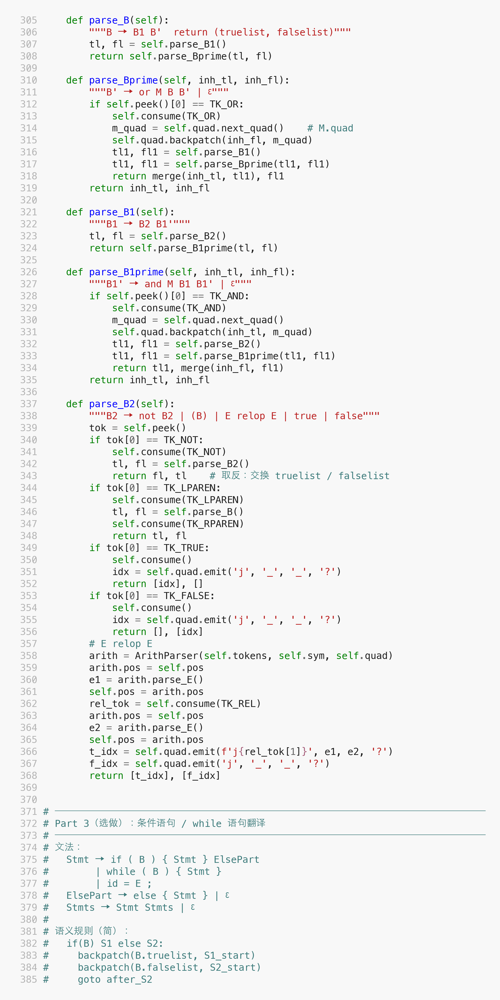 305     def parse_B(self):
306         """B → B1 B'  return (truelist, falselist)"""
307         tl, fl = self.parse_B1()
308         return self.parse_Bprime(tl, fl)
309
310     def parse_Bprime(self, inh_tl, inh_fl):
311         """B' → or M B B' | ε"""
312         if self.peek()[0] == TK_OR:
313             self.consume(TK_OR)
314             m_quad = self.quad.next_quad()    # M.quad
315             self.quad.backpatch(inh_fl, m_quad)
316             tl1, fl1 = self.parse_B1()
317             tl1, fl1 = self.parse_Bprime(tl1, fl1)
318             return merge(inh_tl, tl1), fl1
319         return inh_tl, inh_fl
320
321     def parse_B1(self):
322         """B1 → B2 B1'"""
323         tl, fl = self.parse_B2()
324         return self.parse_B1prime(tl, fl)
325
326     def parse_B1prime(self, inh_tl, inh_fl):
327         """B1' → and M B1 B1' | ε"""
328         if self.peek()[0] == TK_AND:
329             self.consume(TK_AND)
330             m_quad = self.quad.next_quad()
331             self.quad.backpatch(inh_tl, m_quad)
332             tl1, fl1 = self.parse_B2()
333             tl1, fl1 = self.parse_B1prime(tl1, fl1)
334             return tl1, merge(inh_fl, fl1)
335         return inh_tl, inh_fl
336
337     def parse_B2(self):
338         """B2 → not B2 | (B) | E relop E | true | false"""
339         tok = self.peek()
340         if tok[0] == TK_NOT:
341             self.consume(TK_NOT)
342             tl, fl = self.parse_B2()
343             return fl, tl    # 取反：交换 truelist / falselist
344         if tok[0] == TK_LPAREN:
345             self.consume(TK_LPAREN)
346             tl, fl = self.parse_B()
347             self.consume(TK_RPAREN)
348             return tl, fl
349         if tok[0] == TK_TRUE:
350             self.consume()
351             idx = self.quad.emit('j', '_', '_', '?')
352             return [idx], []
353         if tok[0] == TK_FALSE:
354             self.consume()
355             idx = self.quad.emit('j', '_', '_', '?')
356             return [], [idx]
357         # E relop E
358         arith = ArithParser(self.tokens, self.sym, self.quad)
359         arith.pos = self.pos
360         e1 = arith.parse_E()
361         self.pos = arith.pos
362         rel_tok = self.consume(TK_REL)
363         arith.pos = self.pos
364         e2 = arith.parse_E()
365         self.pos = arith.pos
366         t_idx = self.quad.emit(f'j{rel_tok[1]}', e1, e2, '?')
367         f_idx = self.quad.emit('j', '_', '_', '?')
368         return [t_idx], [f_idx]
369
370
371 # ───────────────────────────────────────────────────────────────────────────
372 # Part 3（选做）：条件语句 / while 语句翻译
373 # ───────────────────────────────────────────────────────────────────────────
374 # 文法：
375 #   Stmt → if ( B ) { Stmt } ElsePart
376 #        | while ( B ) { Stmt }
377 #        | id = E ;
378 #   ElsePart → else { Stmt } | ε
379 #   Stmts → Stmt Stmts | ε
380 #
381 # 语义规则（简）：
382 #   if(B) S1 else S2:
383 #     backpatch(B.truelist, S1_start)
384 #     backpatch(B.falselist, S2_start)
385 #     goto after_S2